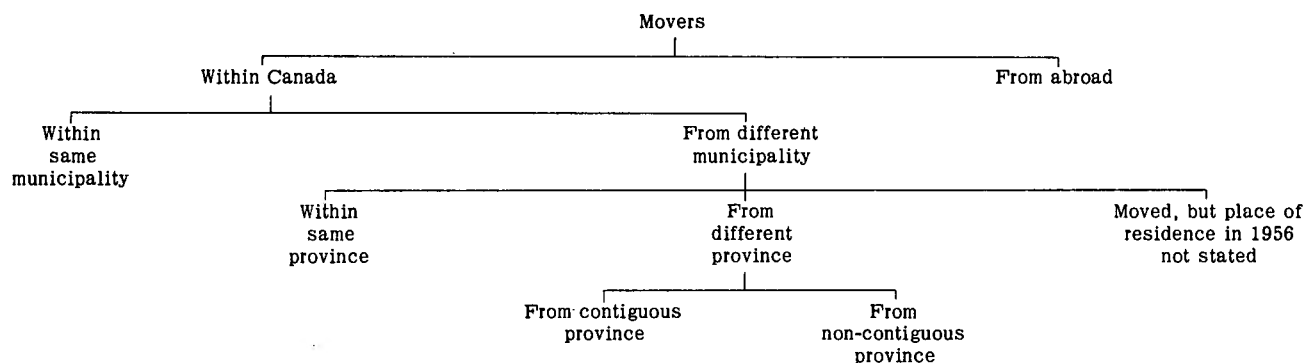 Movers
Within Canada
From abroad
Within
same
municipality
From different
municipality
Within
same
province
From
different
province
Moved, but place of
residence in 1956
not stated
From contiguous
province
From
non-contiguous
province